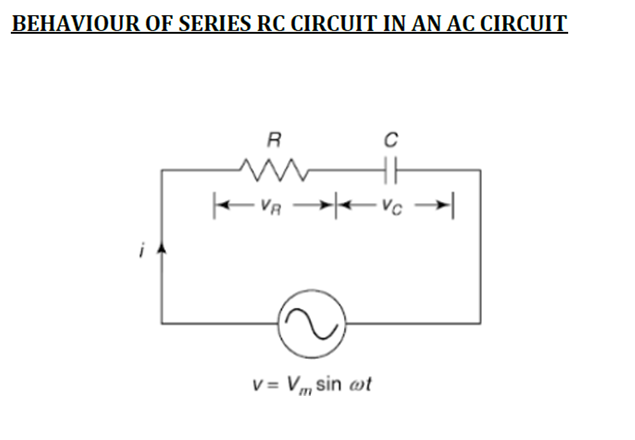 BEHAVIOUR OF SERIES RC CIRCUIT IN AN AC CIRCUIT
R C
VR VC
i
v = Vm sin ωt